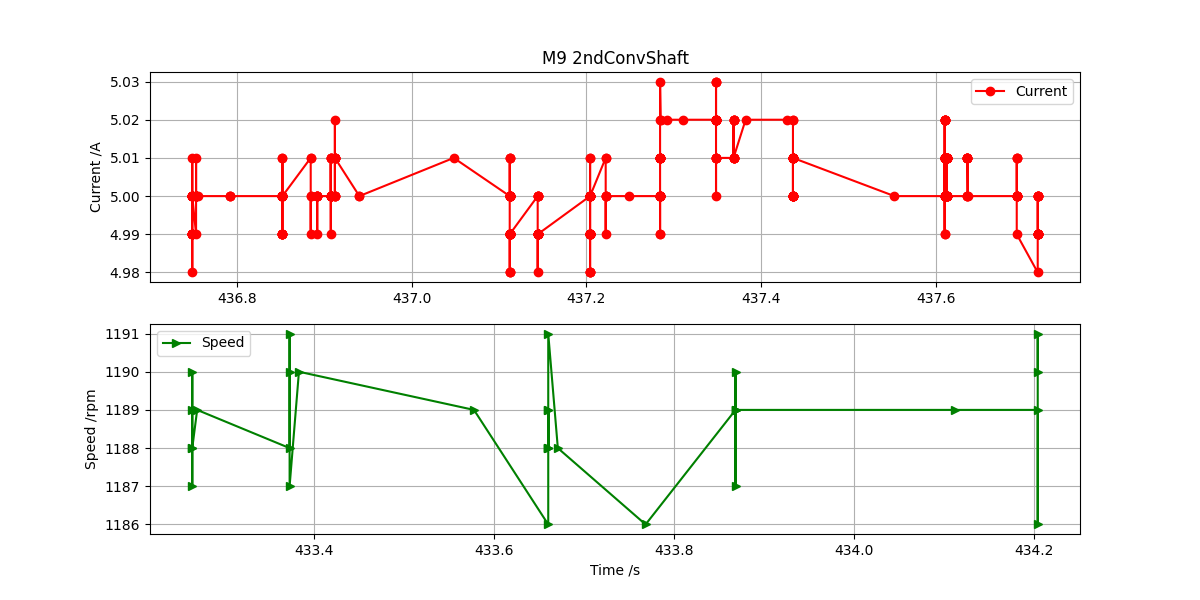 M9 2ndConvShaft
5.03
5.02
5.01
5.00
4.99
4.98
Current /A
Current
436.8 437.0 437.2 437.4 437.6
1191
1190
1189
1188
1187
1186
Speed /rpm
Speed
433.4 433.6 433.8 434.0 434.2
Time /s